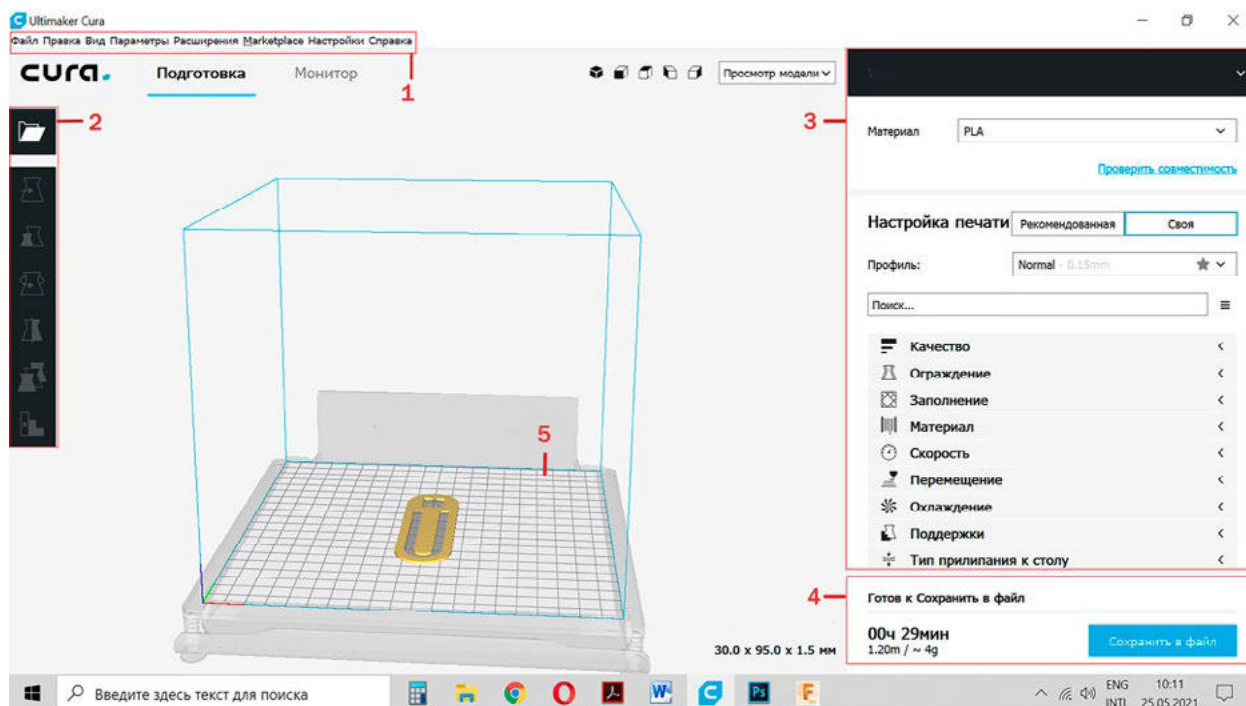 Ultimaker Cura
Файл Правка Вид Параметры Расширения Marketplace Настройки Справка
1
cura.
Подготовка
Монитор
Просмотр модели
2
3
Материал
PLA
Проверить совместимость
Настройка печати
Рекомендованная
Своя
Профиль:
Normal - 0.15mm
Поиск...
Качество
Ограждение
Заполнение
Материал
Скорость
Перемещение
Охлаждение
Поддержки
Тип прилипания к столу
5
4
Готов к Сохранить в файл
00ч 29мин
1.20m / ~ 4g
Сохранить в файл
30.0 x 95.0 x 1.5 мм
Введите здесь текст для поиска
W
Ps
F
ENG
INTL
10:11
25.05.2021